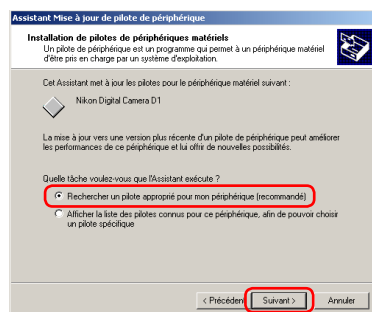 Assistant Mise à jour de pilote de périphérique
Installation de pilotes de périphériques matériels
Un pilote de périphérique est un programme qui permet à un périphérique matériel
d'être pris en charge par un système d'exploitation.
Cet Assistant met à jour les pilotes pour le périphérique matériel suivant :
Nikon Digital Camera D1
La mise à jour vers une version plus récente d'un pilote de périphérique peut améliorer
les performances de ce périphérique et lui offrir de nouvelles possibilités.
Quelle tâche voulez-vous que l'Assistant exécute ?
Rechercher un pilote approprié pour mon périphérique (recommandé)
Afficher la liste des pilotes connus pour ce périphérique, afin de pouvoir choisir
un pilote spécifique
< Précédent Suivant > Annuler